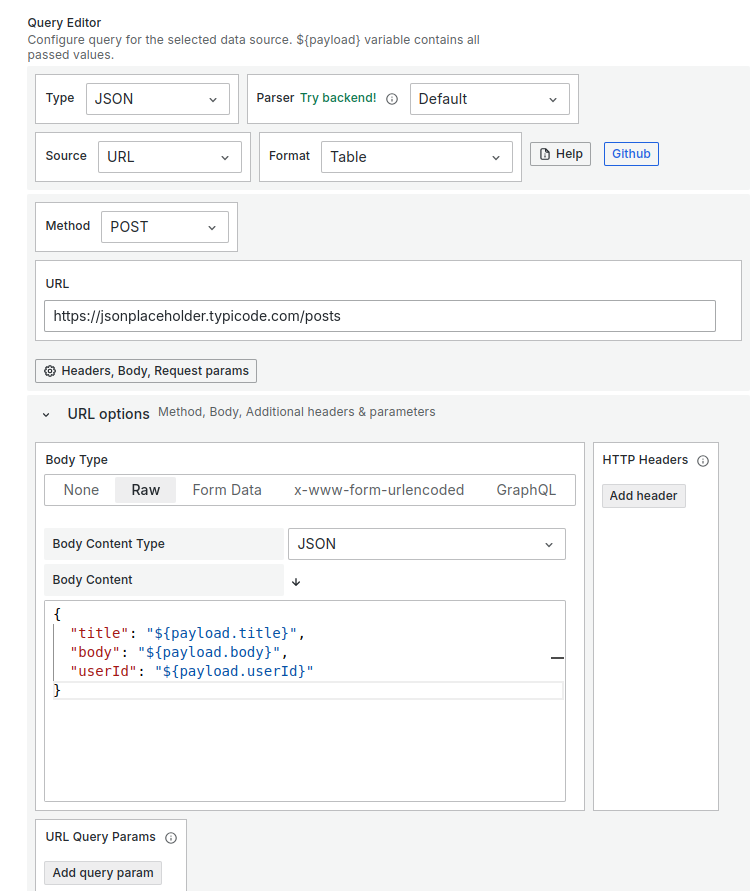 Query Editor
Configure query for the selected data source. ${payload} variable contains all
passed values.
Type JSON Parser Try backend! Default
Source URL Format Table Help Github
Method POST
URL
https://jsonplaceholder.typicode.com/posts
Headers, Body, Request params
URL options Method, Body, Additional headers & parameters
Body Type HTTP Headers
None Raw Form Data x-www-form-urlencoded GraphQL Add header
Body Content Type JSON
Body Content
{
"title": "${payload.title}",
"body": "${payload.body}",
"userId": "${payload.userId}"
}
URL Query Params
Add query param